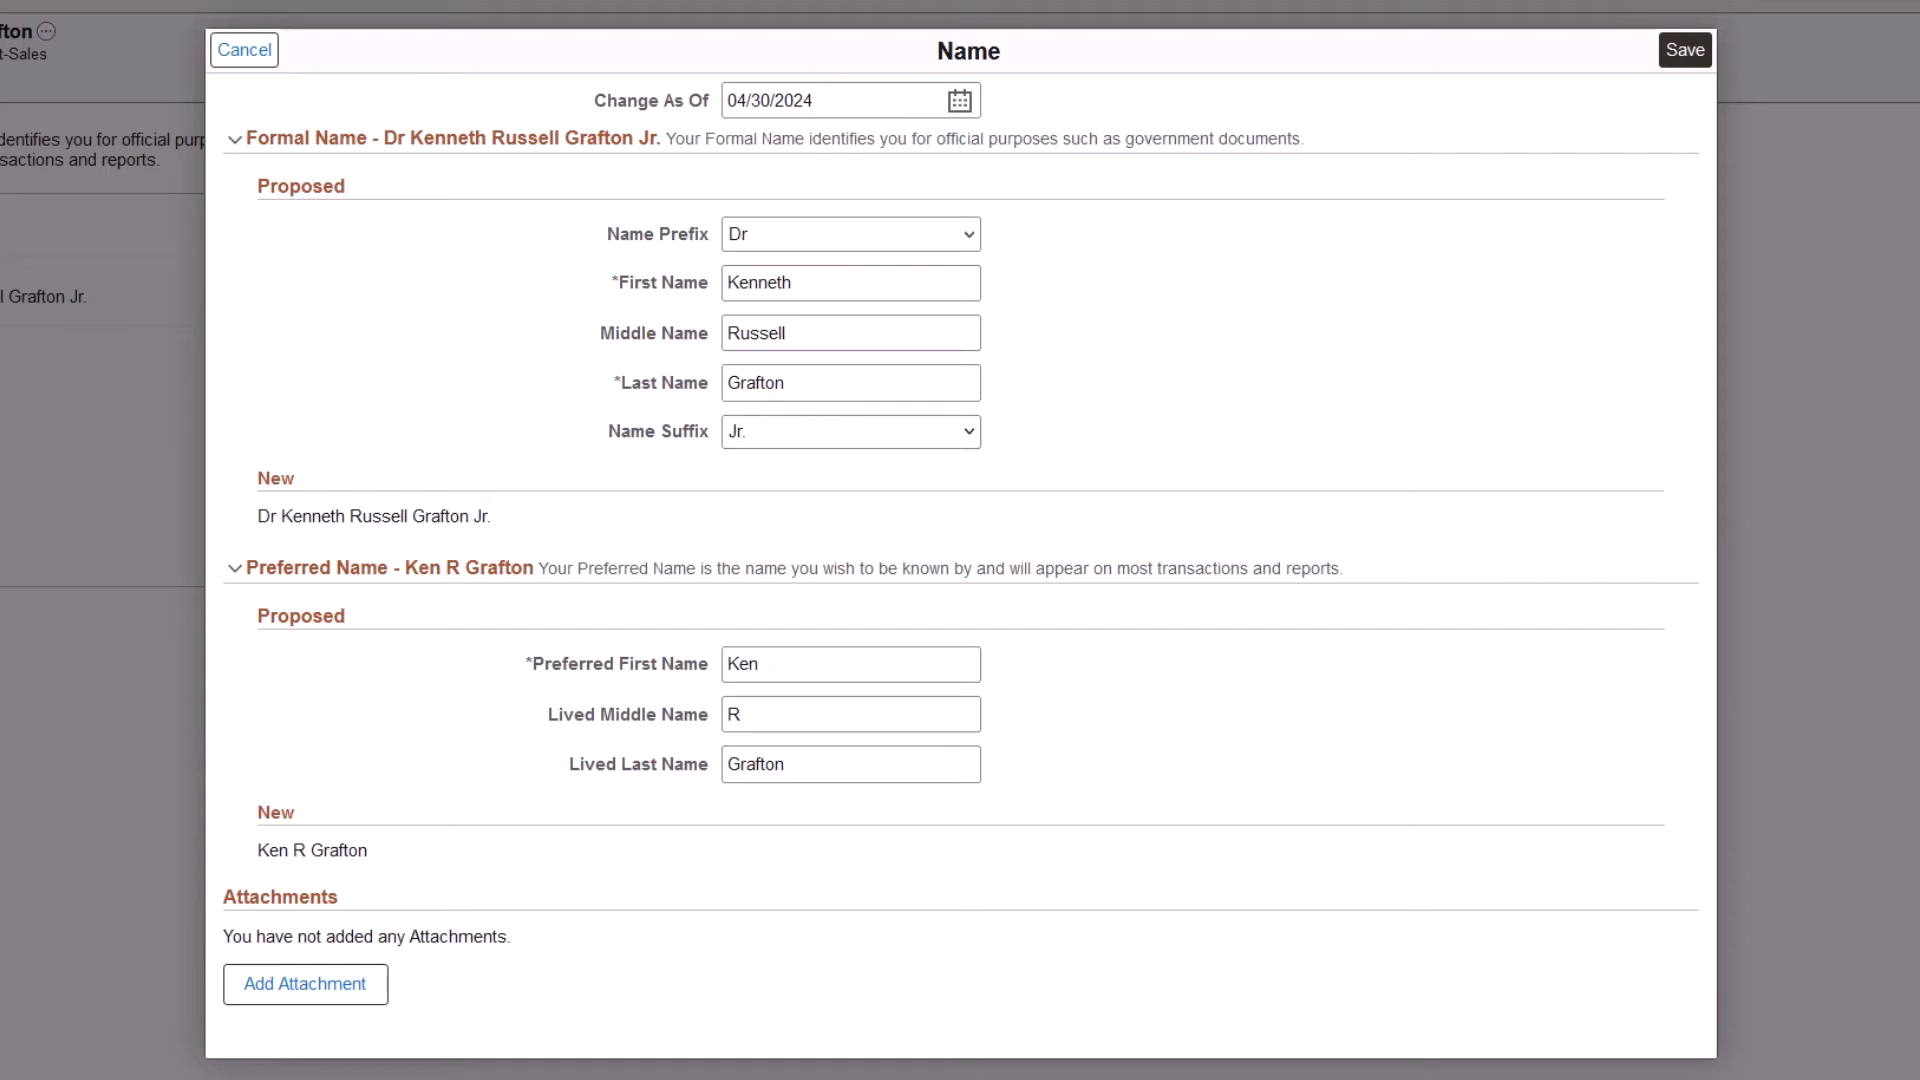 fton
t-Sales
dentifies you for official purp
sactions and reports.
l Grafton Jr.
Cancel
Name
Save
Change As Of 04/30/2024
Formal Name - Dr Kenneth Russell Grafton Jr. Your Formal Name identifies you for official purposes such as government documents.
Proposed
Name Prefix Dr
*First Name Kenneth
Middle Name Russell
*Last Name Grafton
Name Suffix Jr.
New
Dr Kenneth Russell Grafton Jr.
Preferred Name - Ken R Grafton Your Preferred Name is the name you wish to be known by and will appear on most transactions and reports.
Proposed
*Preferred First Name Ken
Lived Middle Name R
Lived Last Name Grafton
New
Ken R Grafton
Attachments
You have not added any Attachments.
Add Attachment